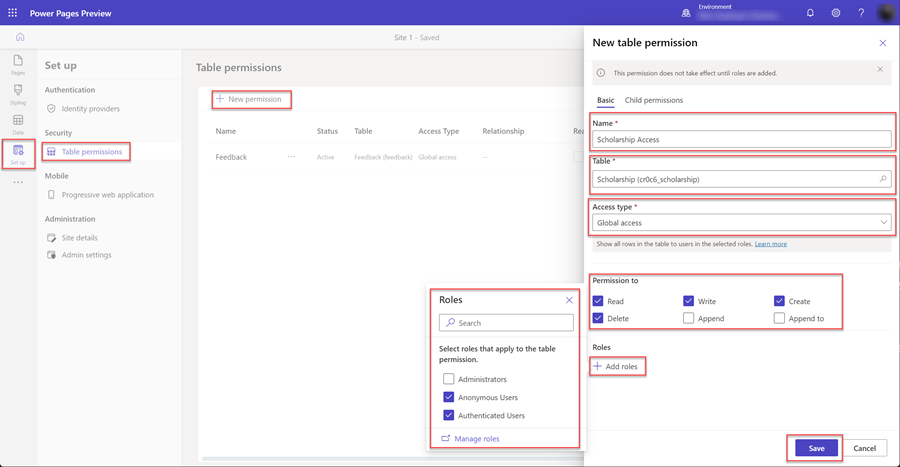 Power Pages Preview
Environment
Site 1 - Saved
Pages
Styling
Data
Set up
Set up
Authentication
Identity providers
Security
Table permissions
Mobile
Progressive web application
Administration
Site details
Admin settings
Table permissions
New permission
Name Status Table Access Type Relationship Rea
Feedback ... Active Feedback (feedback) Global access --
Roles
Search
Select roles that apply to the table
permission.
Administrators
Anonymous Users
Authenticated Users
Manage roles
New table permission
This permission does not take effect until roles are added.
Basic Child permissions
Name *
Scholarship Access
Table *
Scholarship (cr0c6_scholarship)
Access type *
Global access
Show all rows in the table to users in the selected roles. Learn more
Permission to
Read Write Create
Delete Append Append to
Roles
Add roles
Save Cancel